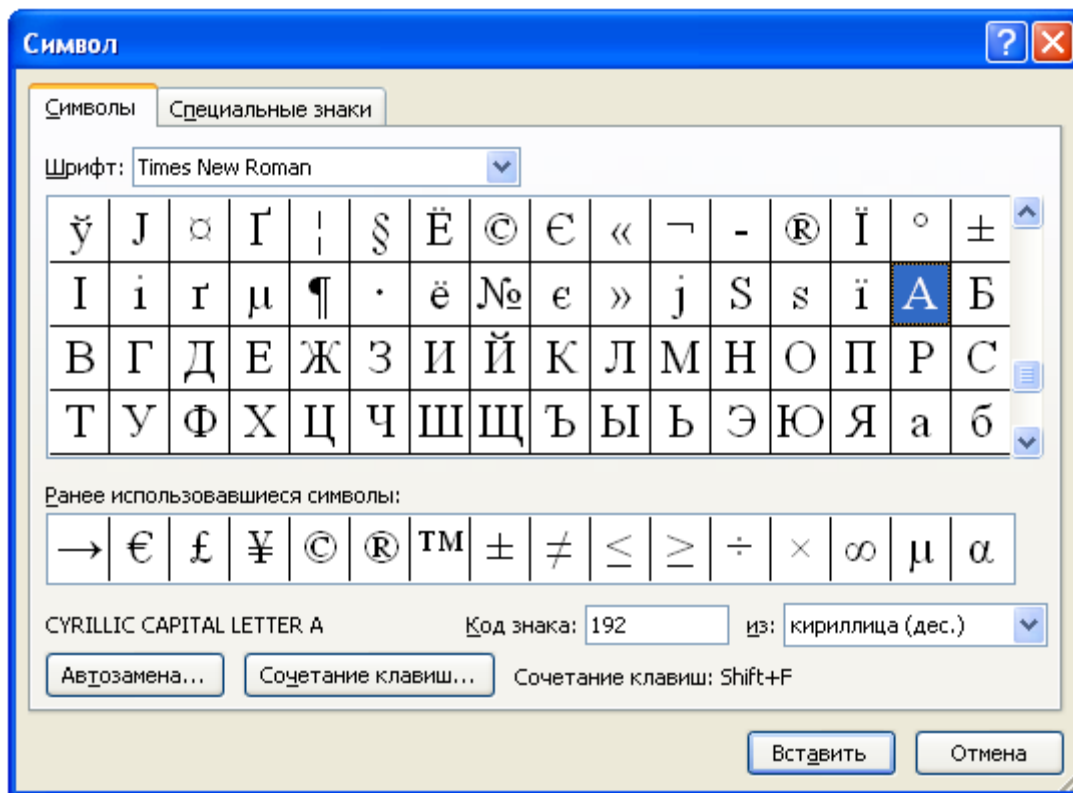 Символ
Символы Специальные знаки
Шрифт: Times New Roman
ў Ј ¤ Ґ ¦ § Ё © Є « ¬ - ® Ї ° ±
І і ґ µ ¶ · ё № є » ј Ѕ ѕ ї А Б
В Г Д Е Ж З И Й К Л М Н О П Р С
Т У Ф Х Ц Ч Ш Щ Ъ Ы Ь Э Ю Я а б
Ранее использовавшиеся символы:
→ € £ ¥ © ® ™ ± ≠ ≤ ≥ ÷ × ∞ µ α
CYRILLIC CAPITAL LETTER A Код знака: 192 из: кириллица (дес.)
Автозамена... Сочетание клавиш... Сочетание клавиш: Shift+F
Вставить Отмена